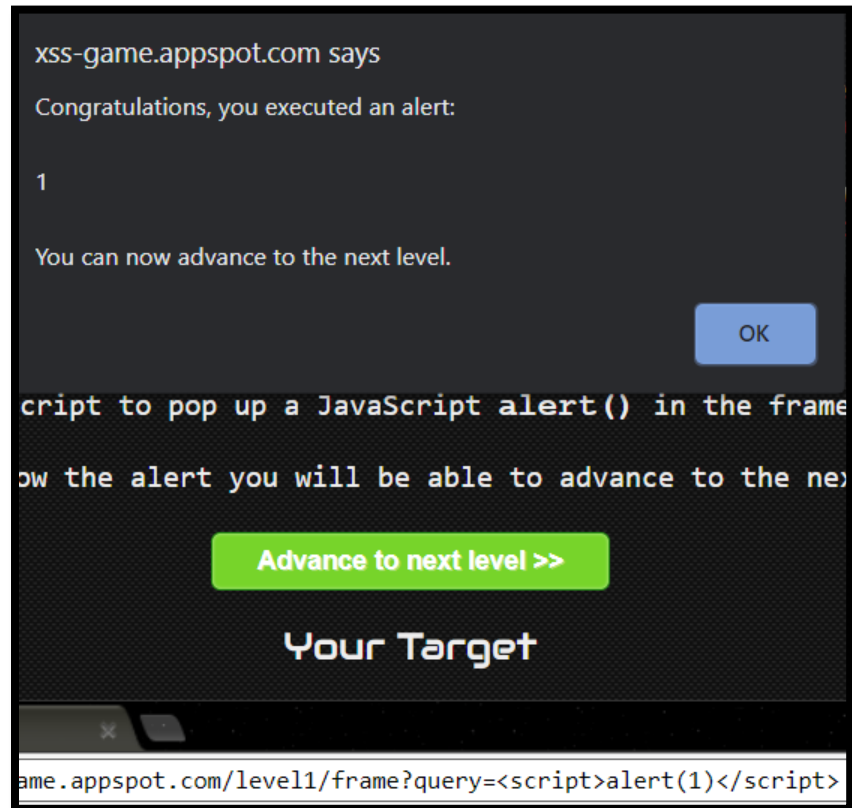 xss-game.appspot.com says
Congratulations, you executed an alert:
1
You can now advance to the next level.
OK
cript to pop up a JavaScript alert() in the frame
ow the alert you will be able to advance to the nex
Advance to next level >>
Your Target
ame.appspot.com/level1/frame?query=<script>alert(1)</script>